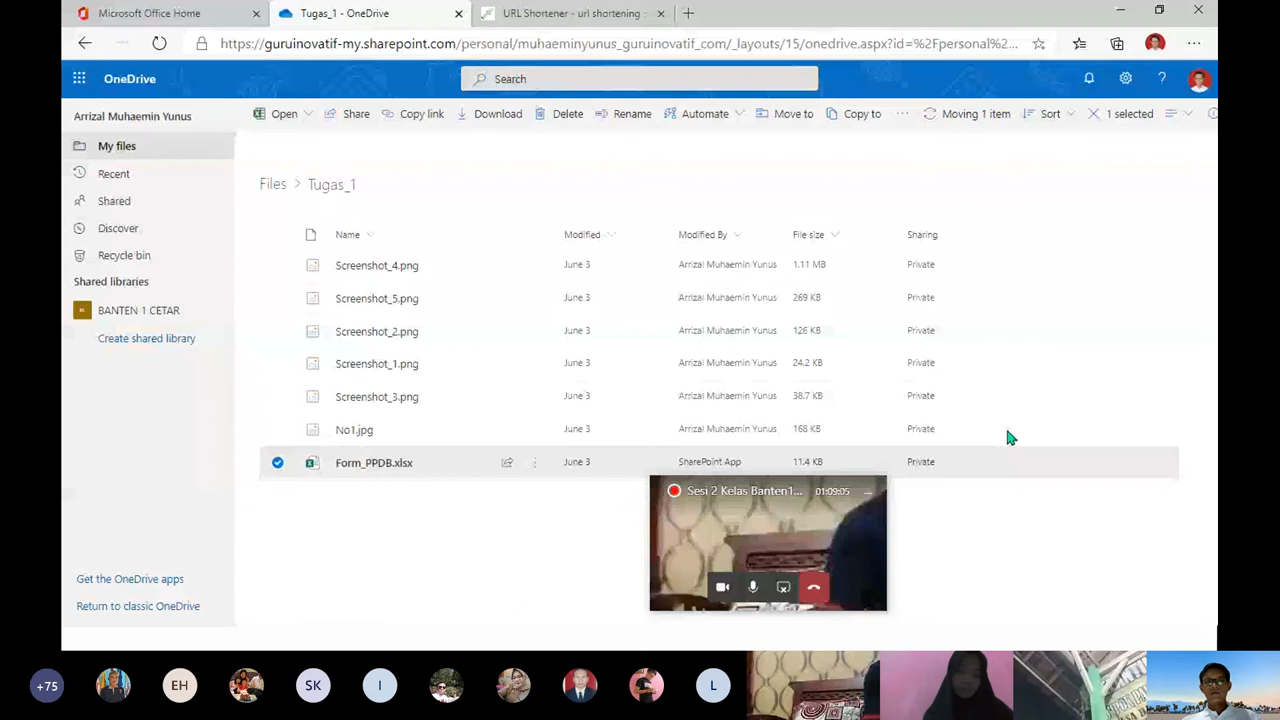 Microsoft Office Home
Tugas_1 - OneDrive
URL Shortener - url shortening
https://guruinovatif-my.sharepoint.com/personal/muhaeminyunus_guruinovatif_com/_layouts/15/onedrive.aspx?id=%2Fpersonal%2...
OneDrive
Search
Arrizal Muhaemin Yunus
Open
Share
Copy link
Download
Delete
Rename
Automate
Move to
Copy to
Moving 1 item
Sort
1 selected
My files
Recent
Shared
Discover
Recycle bin
Shared libraries
BANTEN 1 CETAR
Create shared library
Get the OneDrive apps
Return to classic OneDrive
Files > Tugas_1
Name Modified Modified By File size Sharing
Screenshot_4.png June 3 Arrizal Muhaemin Yunus 1.11 MB Private
Screenshot_5.png June 3 Arrizal Muhaemin Yunus 269 KB Private
Screenshot_2.png June 3 Arrizal Muhaemin Yunus 126 KB Private
Screenshot_1.png June 3 Arrizal Muhaemin Yunus 24.2 KB Private
Screenshot_3.png June 3 Arrizal Muhaemin Yunus 38.7 KB Private
No1.jpg June 3 Arrizal Muhaemin Yunus 168 KB Private
Form_PPDB.xlsx June 3 SharePoint App 11.4 KB Private
Sesi 2 Kelas Banten1... 01:09:05 ...
+75
EH
SK
I
L